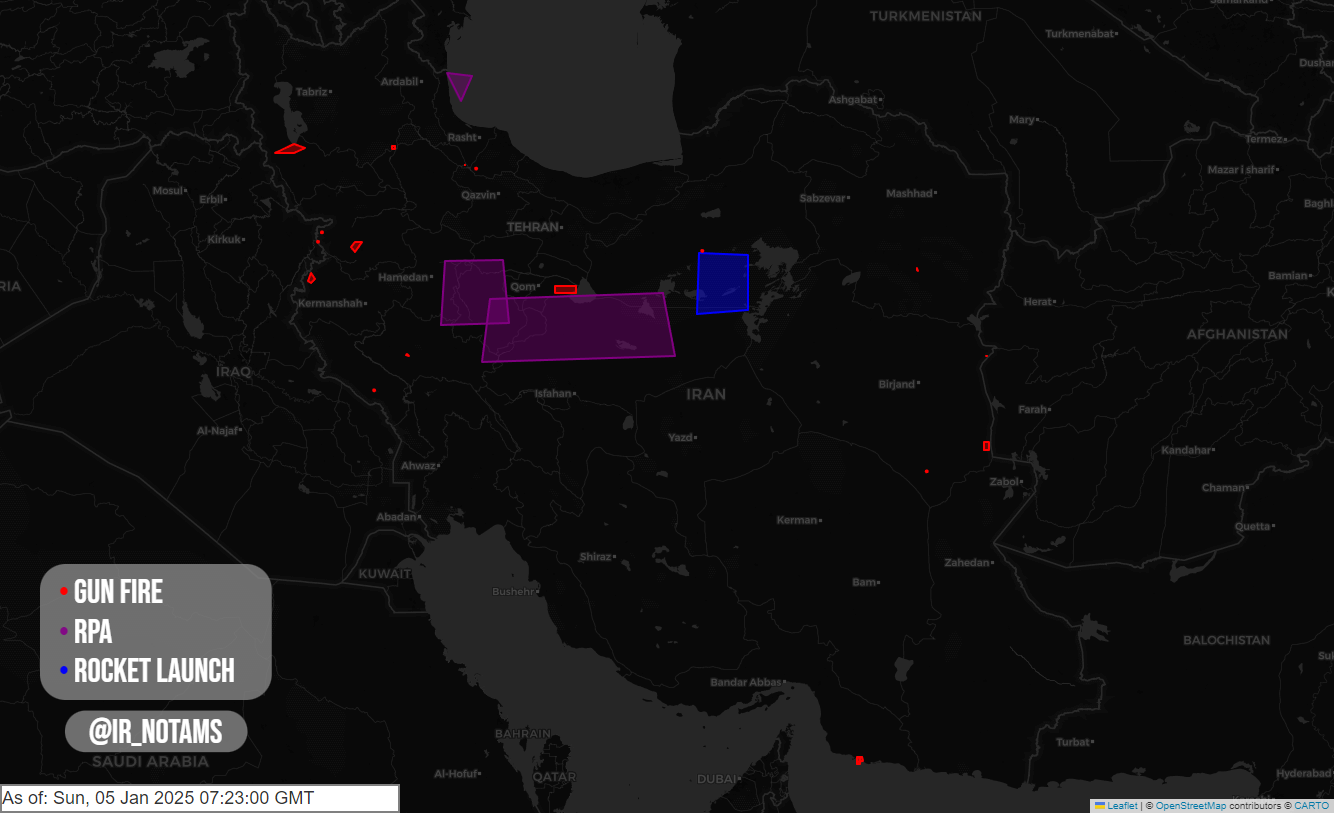 Samarkand
TURKMENISTAN
Turkmenabat
Dushan
Ardabil
Tabriz
Ashgabat
Mary
Rasht
Termez
Mazar i sharif
Mosul
Erbil
Qazvin
Sabzevar
Mashhad
Baghl
TEHRAN
Kirkuk
Hamedan
Qom
Bamian
RIA
K
Kermanshah
Herat
AFGHANISTAN
IRAQ
Isfahan
IRAN
Birjand
Farah
Al-Najaf
Yazd
Kandahar
Ahwaz
Zabol
Chaman
Abadan
Kerman
Quetta
Shiraz
Zahedan
KUWAIT
Bam
Bushehr
GUN FIRE
RPA
BALOCHISTAN
Suk
ROCKET LAUNCH
Bandar Abbas
@IR_NOTAMS
BAHRAIN
Turbat
SAUDI ARABIA
Al-Hofuf
QATAR
DUBAI
Hyderabad
As of: Sun, 05 Jan 2025 07:23:00 GMT
Leaflet | © OpenStreetMap contributors © CARTO